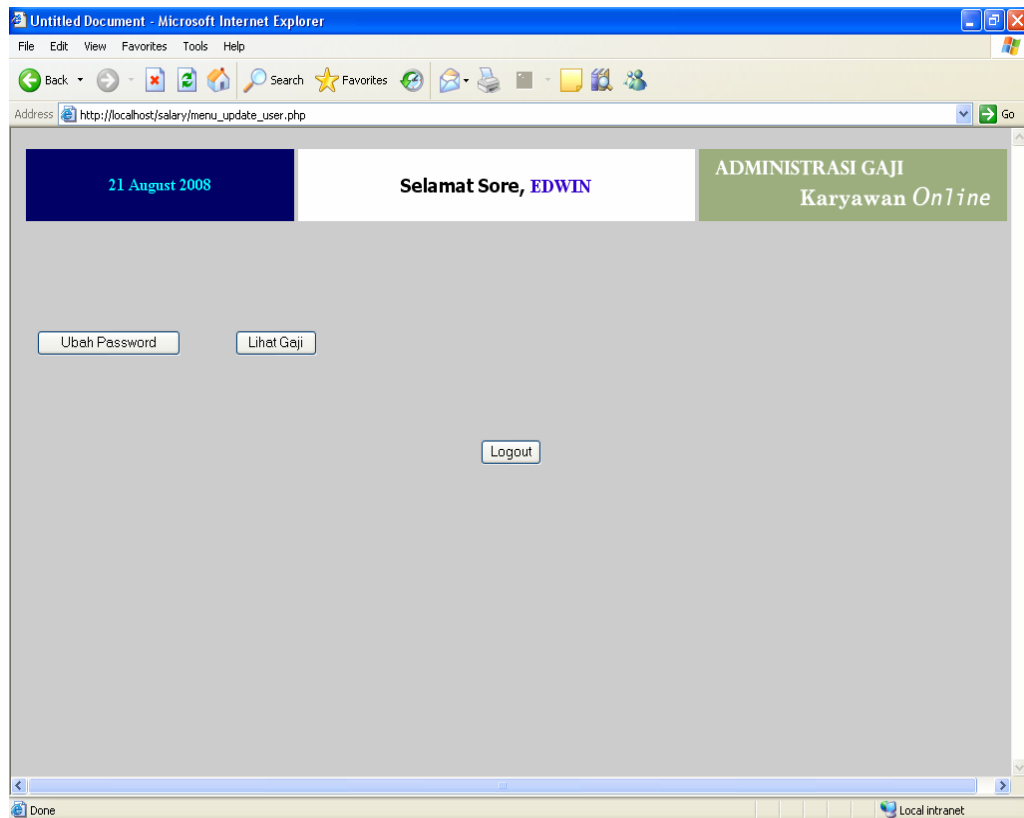 Untitled Document - Microsoft Internet Explorer
File Edit View Favorites Tools Help
Back Search Favorites
Address http://localhost/salary/menu_update_user.php Go
21 August 2008
Selamat Sore, EDWIN
ADMINISTRASI GAJI
Karyawan Online
Ubah Password Lihat Gaji
Logout
Done Local intranet